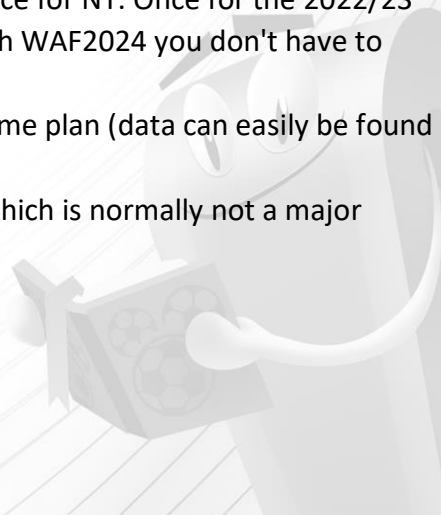 ce for NT. Once for the 2022/23
h WAF2024 you don't have to
me plan (data can easily be found
hich is normally not a major